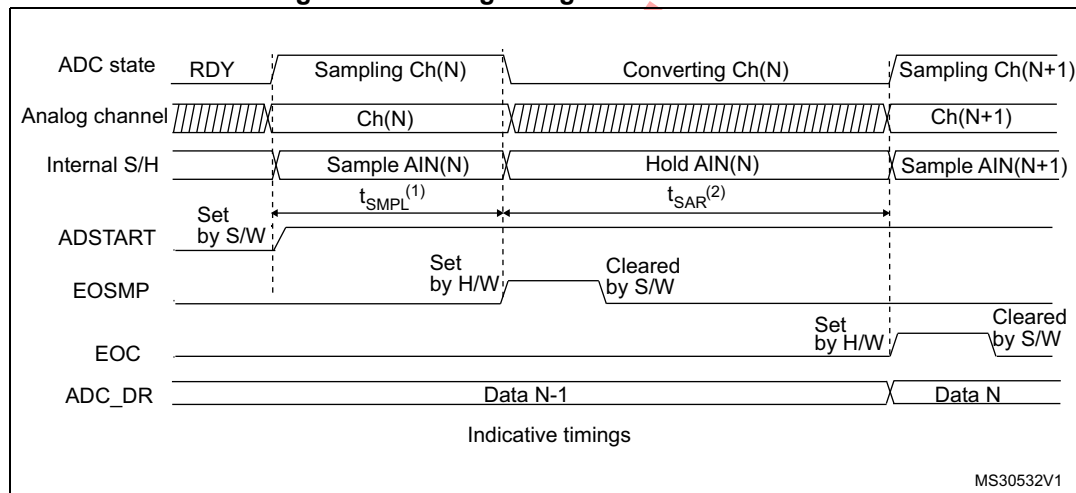 ADC state
RDY
Sampling Ch(N)
Converting Ch(N)
Sampling Ch(N+1)
Analog channel
Ch(N)
Ch(N+1)
Internal S/H
Sample AIN(N)
Hold AIN(N)
Sample AIN(N+1)
tSMPL(1)
tSAR(2)
ADSTART
Set
by S/W
EOSMP
Set
by H/W
Cleared
by S/W
EOC
Set
by H/W
Cleared
by S/W
ADC_DR
Data N-1
Data N
Indicative timings
MS30532V1